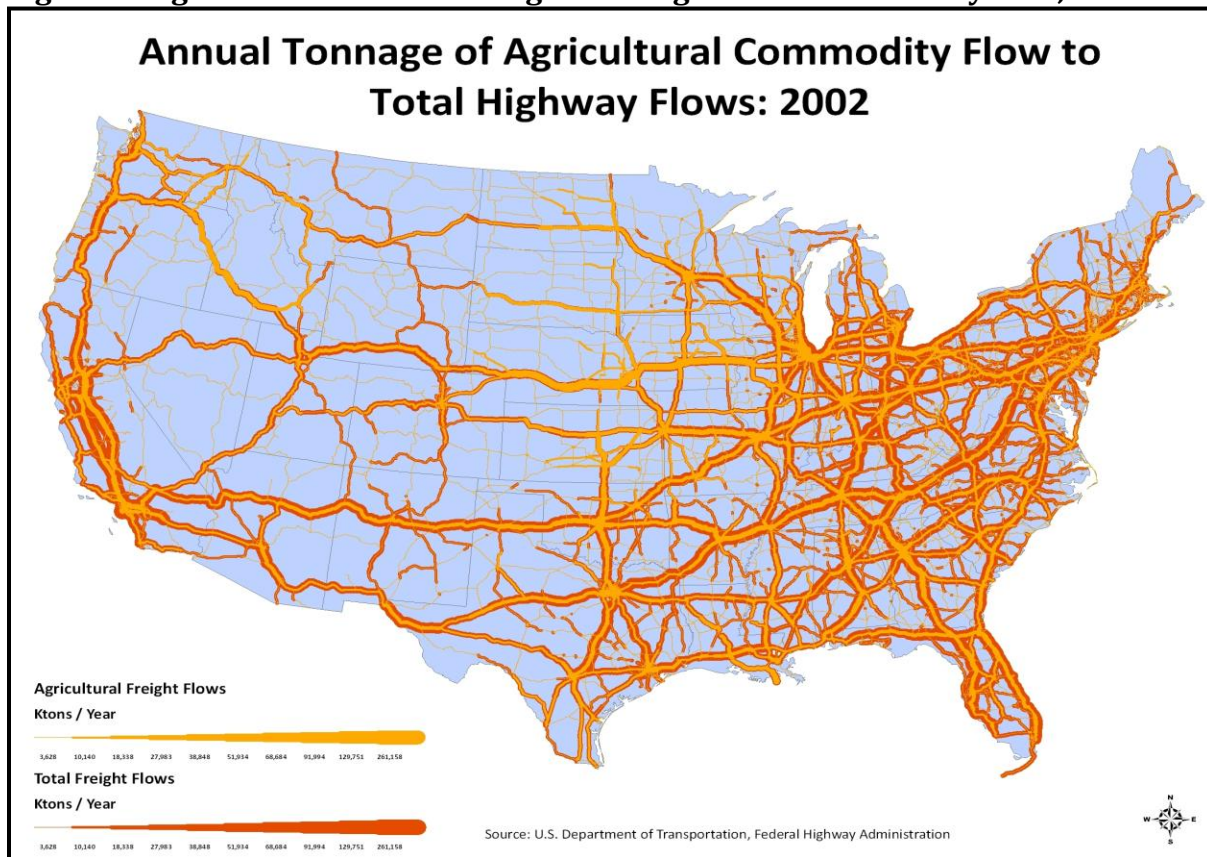 Annual Tonnage of Agricultural Commodity Flow to
Total Highway Flows: 2002
Agricultural Freight Flows
Ktons / Year
3,628 10,140 18,338 27,983 38,848 51,934 68,684 91,994 129,751 261,158
Total Freight Flows
Ktons / Year
3,628 10,140 18,338 27,983 38,848 51,934 68,684 91,994 129,751 261,158
Source: U.S. Department of Transportation, Federal Highway Administration
N
W E
S